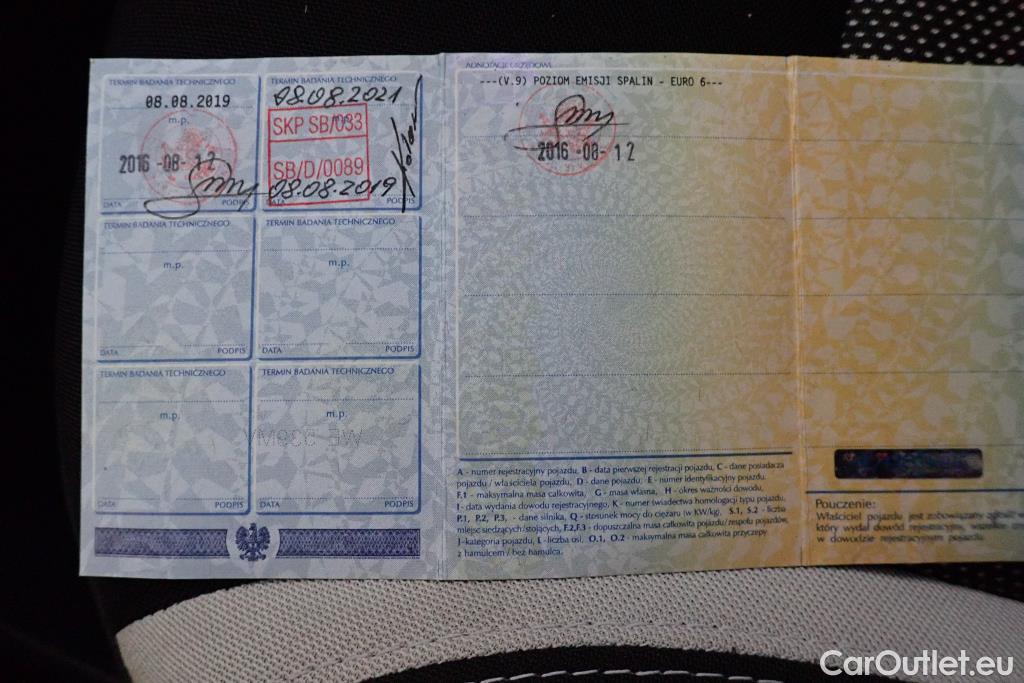 TERMIN BADANIA TECHNICZNEGO
08.08.2019
m.p.
2016 -08- 12
DATA PODPIS
TERMIN BADANIA TECHNICZNEGO
08.08.2021
m.p.
SKP SB/033
SB/D/0089
08.08.2019
DATA
TERMIN BADANIA TECHNICZNEGO
m.p.
DATA PODPIS
TERMIN BADANIA TECHNICZNEGO
m.p.
DATA PODPIS
TERMIN BADANIA TECHNICZNEGO
m.p.
DATA PODPIS
TERMIN BADANIA TECHNICZNEGO
m.p.
DATA PODPIS
ADNOTACJE URZĘDOWE
---(V.9) POZIOM EMISJI SPALIN - EURO 6---
2016 -08- 12
A - numer rejestracyjny pojazdu, B - data pierwszej rejestracji pojazdu, C - dane posiadacza
pojazdu / właściciela pojazdu, D - dane pojazdu, E - numer identyfikacyjny pojazdu,
F.1 - maksymalna masa całkowita, G - masa własna, H - okres ważności dowodu,
I - data wydania dowodu rejestracyjnego, K - numer świadectwa homologacji typu pojazdu,
P.1, P.2, P.3, - dane silnika, Q - stosunek mocy do ciężaru (w KW/kg), S.1, S.2 - liczba
miejsc siedzących/stojących, F.2,F.3 - dopuszczalna masa całkowita pojazdu/zespołu pojazdów,
J - kategoria pojazdu, L - liczba osi, O.1, O.2 - maksymalna masa całkowita przyczepy
z hamulcem / bez hamulca.
Pouczenie:
Właściciel pojazdu jest zobowiązany
który wydał dowód rejestracyjny
w dowodzie rejestracyjnym pojazdu.
CarOutlet.eu